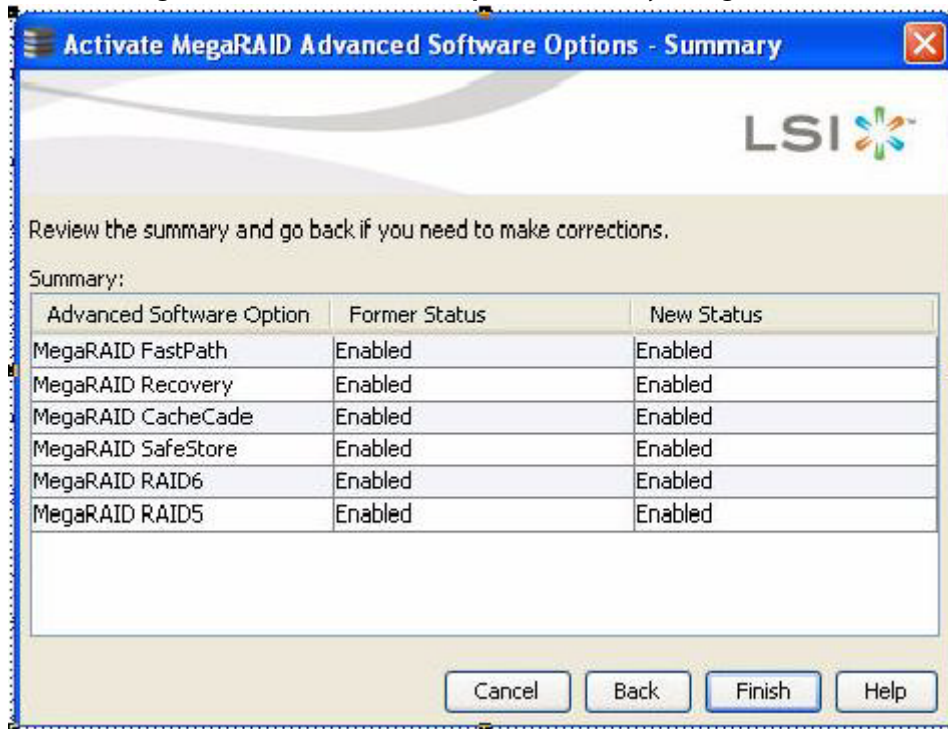 Activate MegaRAID Advanced Software Options - Summary
LSI
Review the summary and go back if you need to make corrections.
Summary:
Advanced Software Option Former Status New Status
MegaRAID FastPath Enabled Enabled
MegaRAID Recovery Enabled Enabled
MegaRAID CacheCade Enabled Enabled
MegaRAID SafeStore Enabled Enabled
MegaRAID RAID6 Enabled Enabled
MegaRAID RAID5 Enabled Enabled
Cancel Back Finish Help